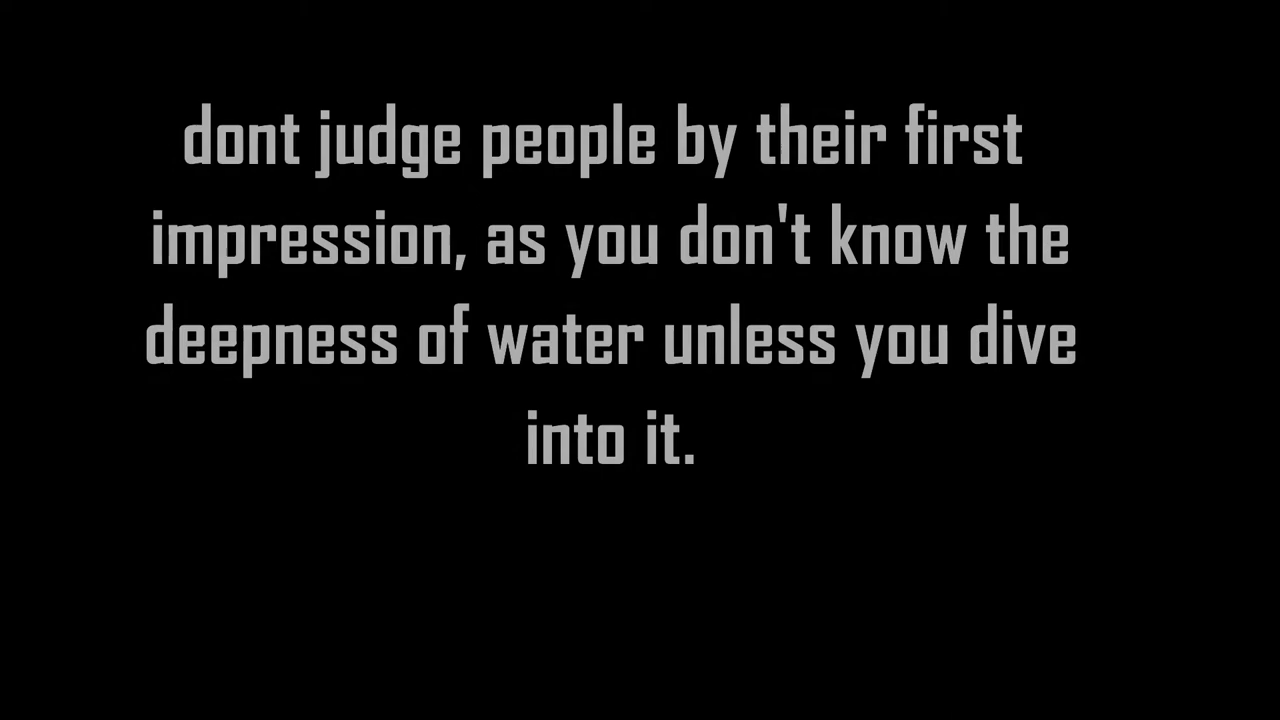 dont judge people by their first
impression, as you don't know the
deepness of water unless you dive
into it.